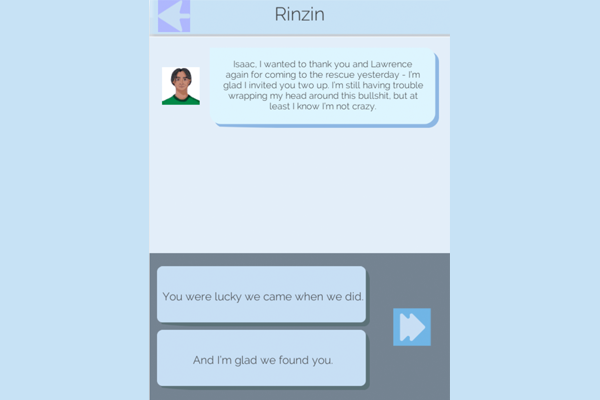 Rinzin
Isaac, I wanted to thank you and Lawrence
again for coming to the rescue yesterday - I'm
glad I invited you two up. I'm still having trouble
wrapping my head around this bullshit, but at
least I know I'm not crazy.
You were lucky we came when we did.
And I'm glad we found you.